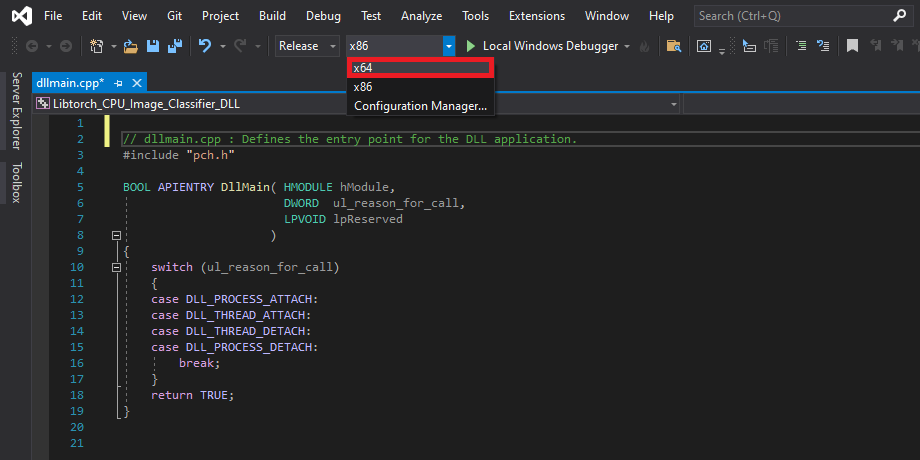 File Edit View Git Project Build Debug Test Analyze Tools Extensions Window Help Search (Ctrl+Q)
Release x86 Local Windows Debugger
x64
x86
Configuration Manager...
Server Explorer
Toolbox
dllmain.cpp*
Libtorch_CPU_Image_Classifier_DLL
1
2 // dllmain.cpp : Defines the entry point for the DLL application.
3 #include "pch.h"
4
5 BOOL APIENTRY DllMain( HMODULE hModule,
6 DWORD  ul_reason_for_call,
7 LPVOID lpReserved
8 )
9 {
10 switch (ul_reason_for_call)
11 {
12 case DLL_PROCESS_ATTACH:
13 case DLL_THREAD_ATTACH:
14 case DLL_THREAD_DETACH:
15 case DLL_PROCESS_DETACH:
16 break;
17 }
18 return TRUE;
19 }
20
21